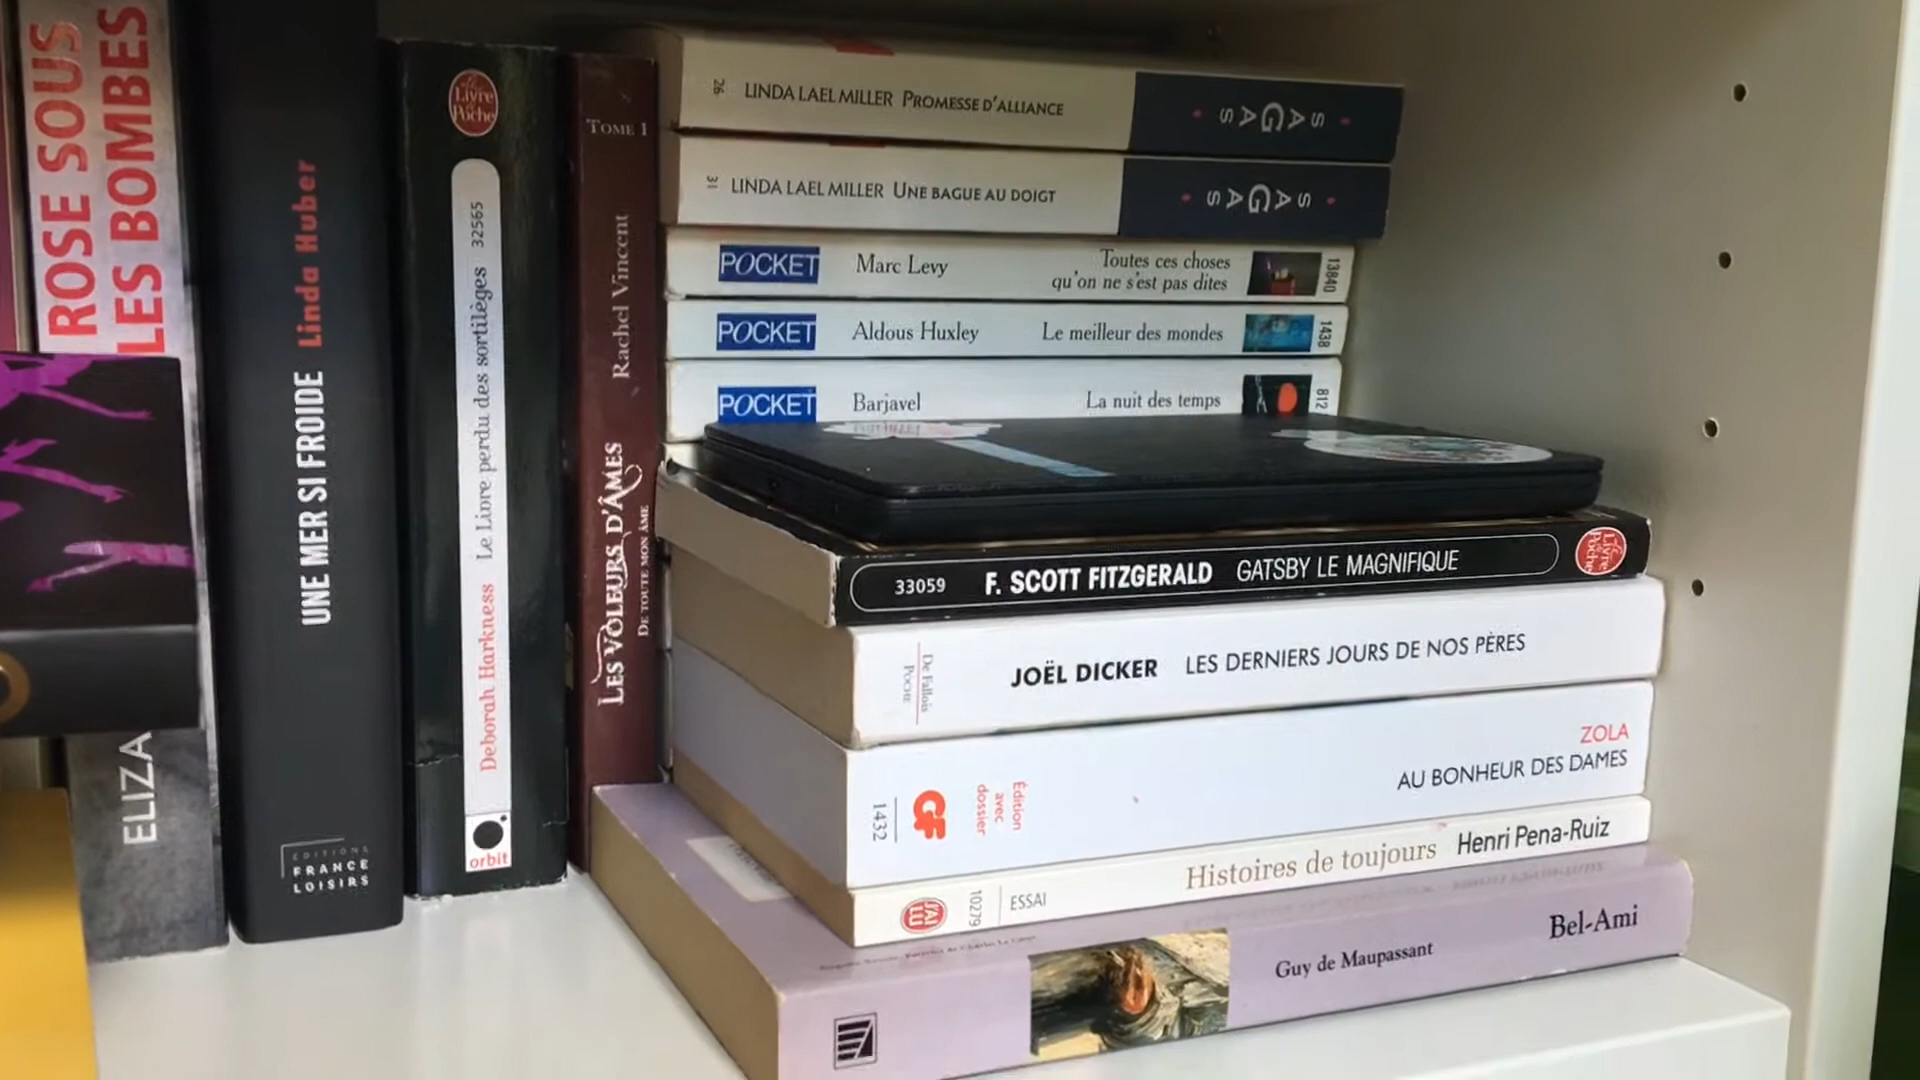 ROSE SOUS
LES BOMBES
ELIZA
UNE MER SI FROIDE Linda Huber
EDITIONS
FRANCE
LOISIRS
Le Livre de Poche
Deborah Harkness Le Livre perdu des sortilèges 32565
orbit
TOME 1
Rachel Vincent
LES VOLEURS D'ÂMES
DE TOUTE MON ÂME
26 LINDA LAEL MILLER PROMESSE D'ALLIANCE SAGAS
31 LINDA LAEL MILLER UNE BAGUE AU DOIGT SAGAS
POCKET Marc Levy Toutes ces choses
qu'on ne s'est pas dites 13840
POCKET Aldous Huxley Le meilleur des mondes 1438
POCKET Barjavel La nuit des temps 812
33059 F. SCOTT FITZGERALD GATSBY LE MAGNIFIQUE Le Livre de Poche
De Fallois
POCHE
JOËL DICKER LES DERNIERS JOURS DE NOS PÈRES
ZOLA
AU BONHEUR DES DAMES
1432 GF
Édition
avec
dossier
J'AI LU 10279 ESSAI Histoires de toujours Henri Pena-Ruiz
Guy de Maupassant Bel-Ami